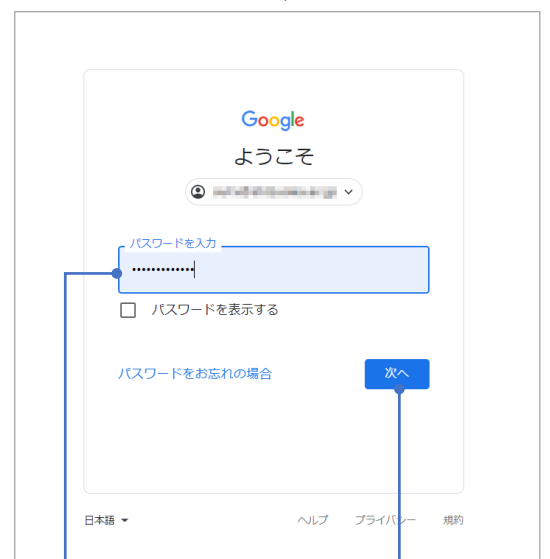 Google
ようこそ
パスワードを入力
•••••••••••••
パスワードを表示する
パスワードをお忘れの場合
次へ
日本語
ヘルプ プライバシー 規約